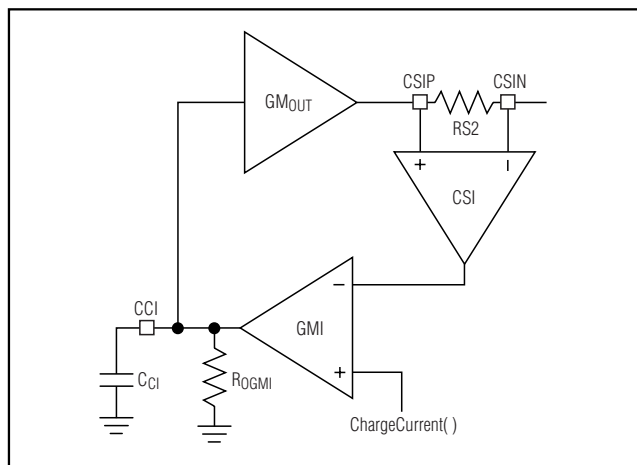 CSIP
CSIN
GMOUT
RS2
+
−
CSI
CCI
−
GMI
+
CCI
ROGMI
ChargeCurrent( )